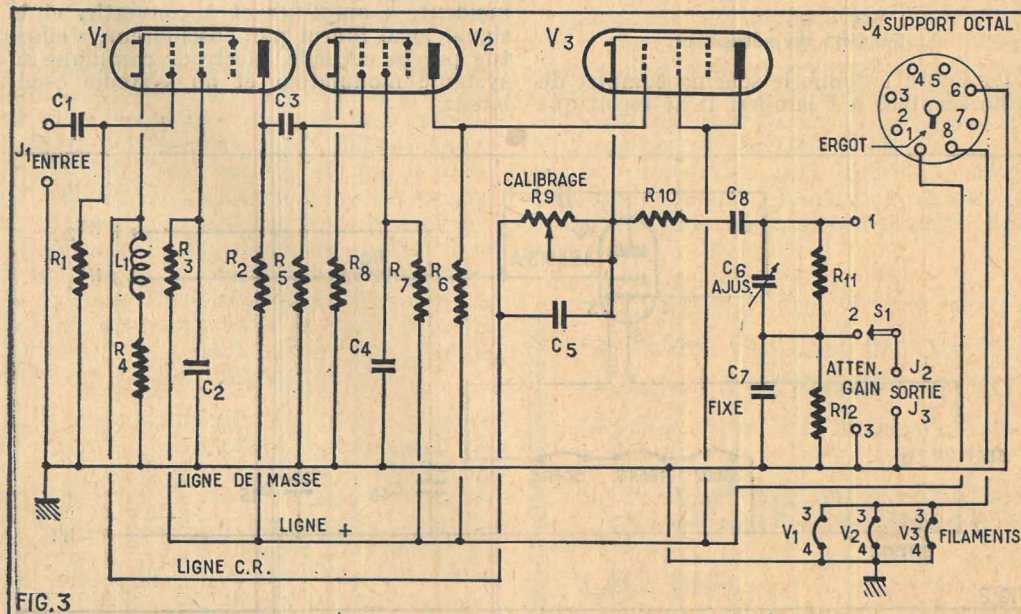 J4 SUPPORT OCTAL
V1
V2
V3
4 5
3 6
2 7
1 8
ERGOT
C1
C3
J1 ENTREE
CALIBRAGE
R9
R10
C8
1
R1
L1
R3
R2
R5
R8
R7
R6
C6
AJUS.
R11
R4
C2
C4
C5
2 S1
C7
ATTEN. J2
GAIN SORTIE
FIXE
R12
J3
3
LIGNE DE MASSE
LIGNE +
LIGNE C.R.
3 3 3
V1 V2 V3 FILAMENTS
4 4 4
FIG.3